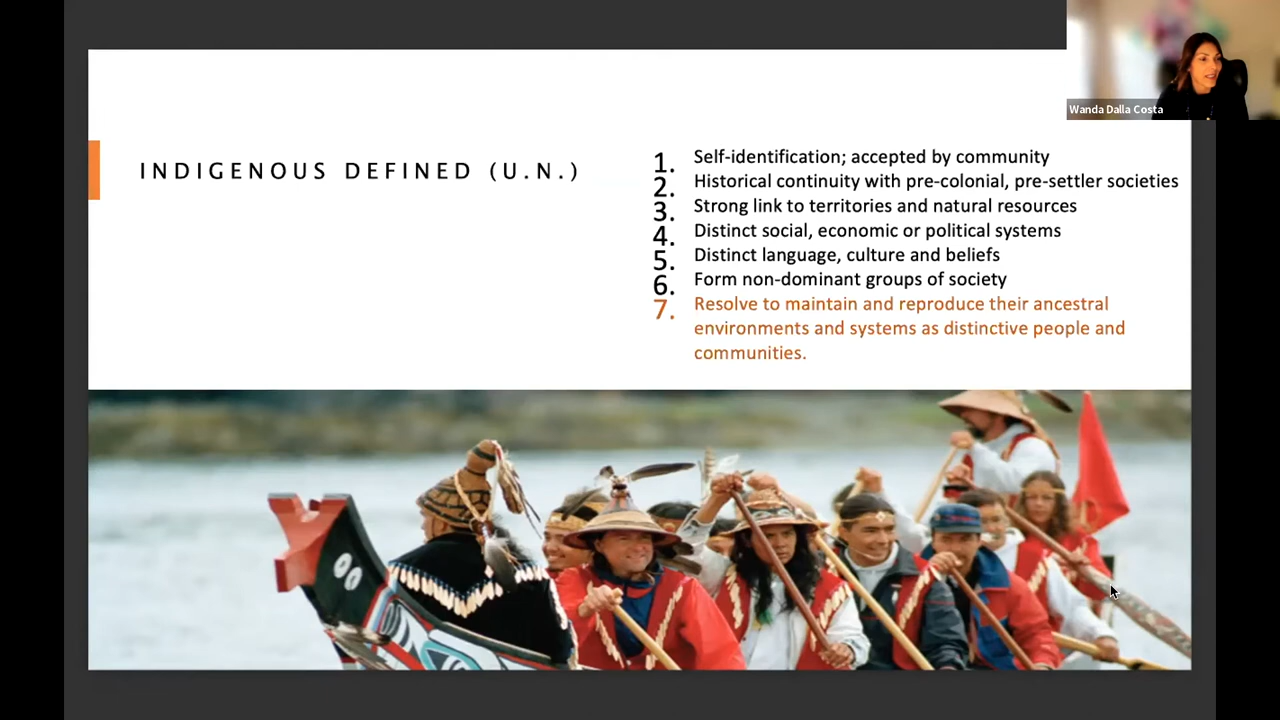 Wanda Dalla Costa
INDIGENOUS DEFINED (U.N.)
1. Self-identification; accepted by community
2. Historical continuity with pre-colonial, pre-settler societies
3. Strong link to territories and natural resources
4. Distinct social, economic or political systems
5. Distinct language, culture and beliefs
6. Form non-dominant groups of society
7. Resolve to maintain and reproduce their ancestral
environments and systems as distinctive people and
communities.